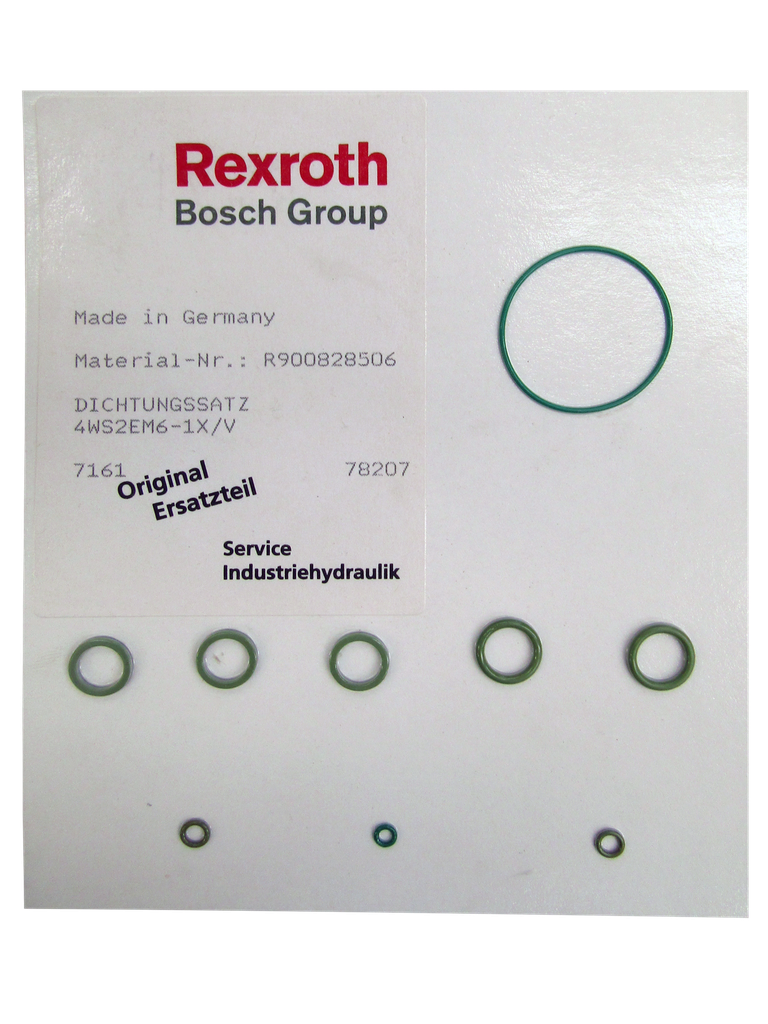 Rexroth
Bosch Group
Made in Germany
Material-Nr.: R900828506
DICHTUNGSSATZ
4WS2EM6-1X/V
7161 78207
Original
Ersatzteil
Service
Industriehydraulik